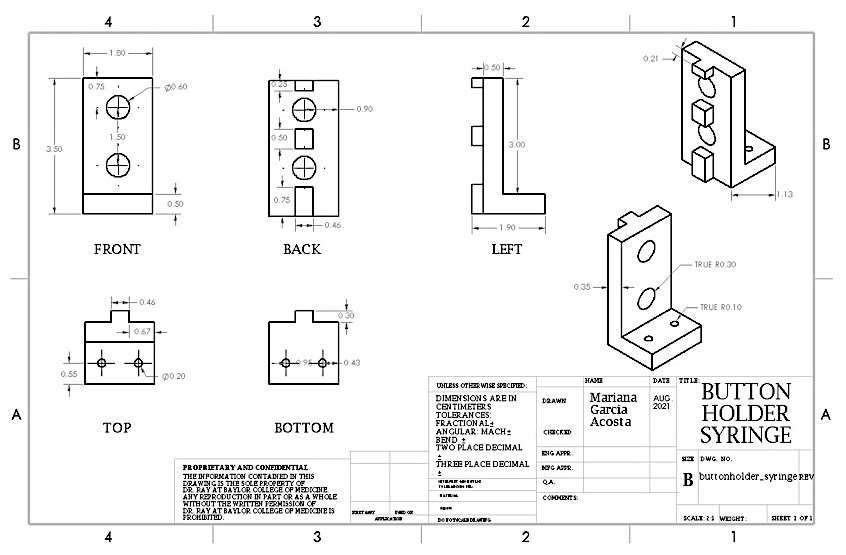 4 3 2 1
1.80
0.75
Ø0.60
1.50
3.50
0.50
FRONT
0.25
0.90
0.50
0.75
0.46
BACK
0.50
3.00
1.90
LEFT
0.21
1.13
B B
0.46
0.67
0.55
Ø0.20
TOP
0.30
0.95
0.43
BOTTOM
0.35
TRUE R0.30
TRUE R0.10
A A
PROPRIETARY AND CONFIDENTIAL
THE INFORMATION CONTAINED IN THIS
DRAWING IS THE SOLE PROPERTY OF
DR. RAY AT BAYLOR COLLEGE OF MEDICINE.
ANY REPRODUCTION IN PART OR AS A WHOLE
WITHOUT THE WRITTEN PERMISSION OF
DR. RAY AT BAYLOR COLLEGE OF MEDICINE IS
PROHIBITED.
NEXT ASSY USED ON
APPLICATION
UNLESS OTHERWISE SPECIFIED:
DIMENSIONS ARE IN
CENTIMETERS
TOLERANCES:
FRACTIONAL±
ANGULAR: MACH±
BEND ±
TWO PLACE DECIMAL
±
THREE PLACE DECIMAL
±
MATERIAL
FINISH
DO NOT SCALE DRAWING
NAME DATE
DRAWN Mariana Garcia Acosta AUG. 2021
CHECKED
ENG APPR.
MFG APPR.
Q.A.
COMMENTS:
TITLE:
BUTTON
HOLDER
SYRINGE
SIZE DWG. NO. REV
B buttonholder_syringe
SCALE: 2:1 WEIGHT: SHEET 1 OF 1
4 3 2 1